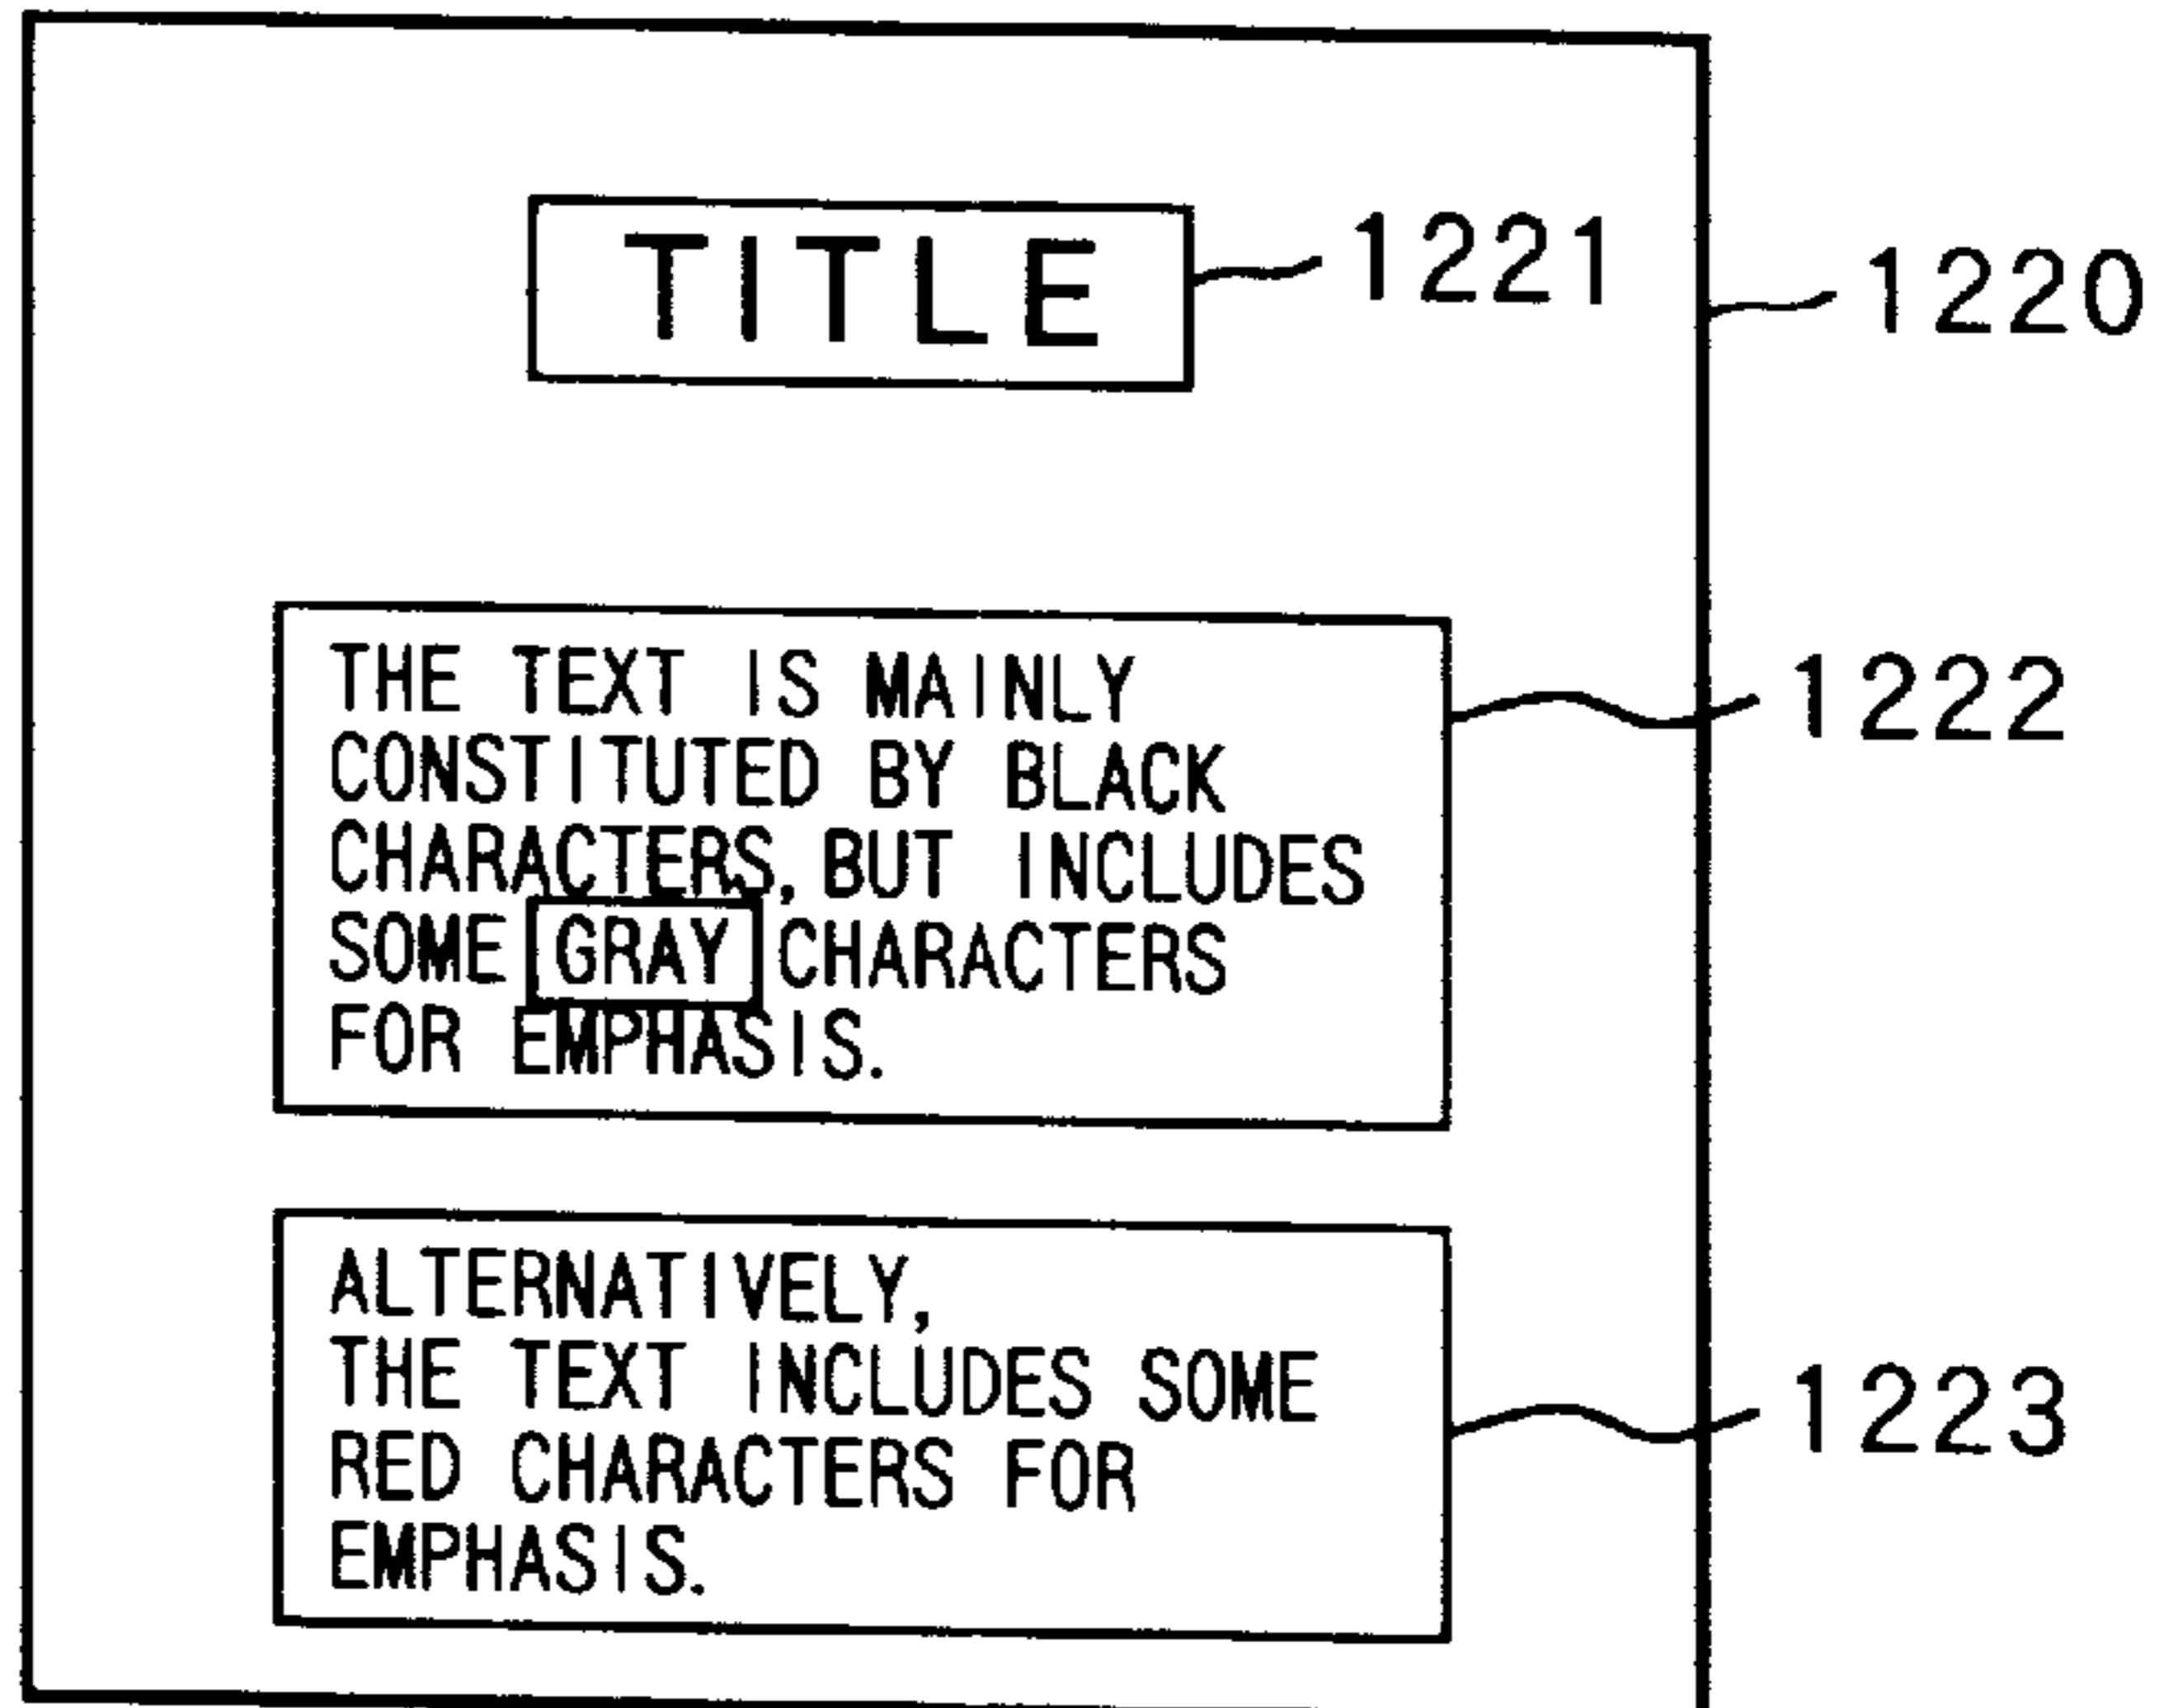 TITLE
1221
1220
THE TEXT IS MAINLY
CONSTITUTED BY BLACK
CHARACTERS, BUT INCLUDES
SOME GRAY CHARACTERS
FOR EMPHASIS.
1222
ALTERNATIVELY,
THE TEXT INCLUDES SOME
RED CHARACTERS FOR
EMPHASIS.
1223